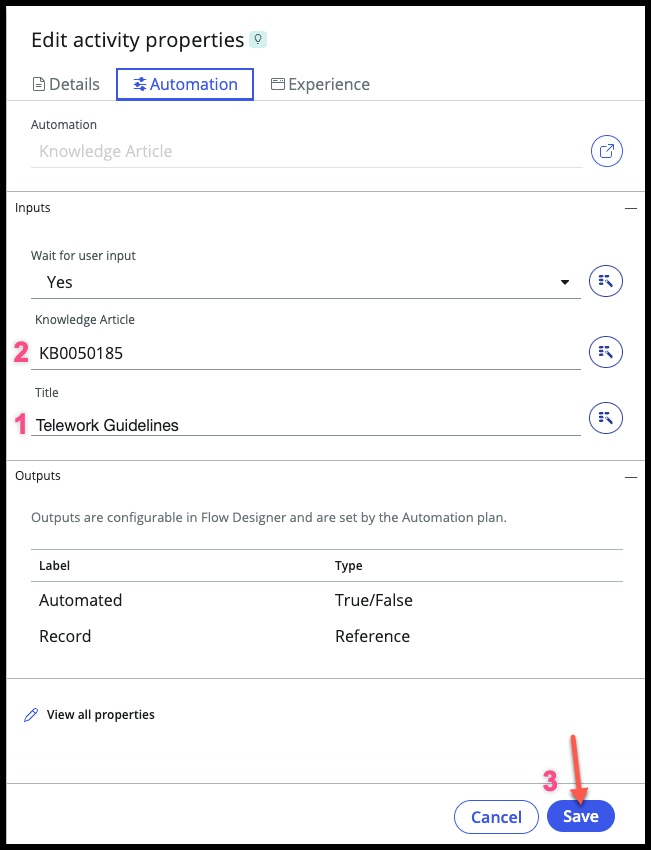 Edit activity properties
Details Automation Experience
Automation
Knowledge Article
Inputs
Wait for user input
Yes
Knowledge Article
2 KB0050185
Title
1 Telework Guidelines
Outputs
Outputs are configurable in Flow Designer and are set by the Automation plan.
Label Type
Automated True/False
Record Reference
View all properties
3
Cancel Save